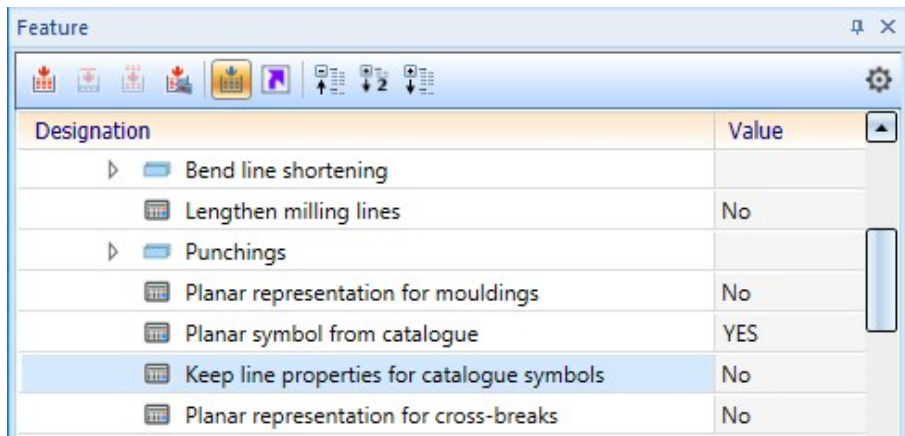 Feature
2
Designation Value
Bend line shortening
Lengthen milling lines No
Punchings
Planar representation for mouldings No
Planar symbol from catalogue YES
Keep line properties for catalogue symbols No
Planar representation for cross-breaks No